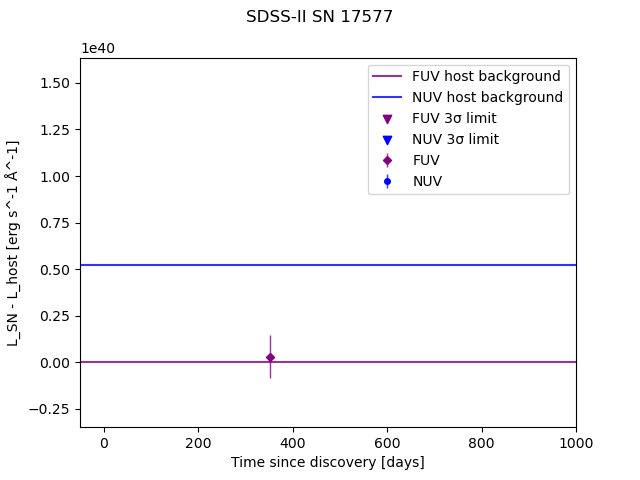 SDSS-II SN 17577
1e40
L_SN - L_host [erg s^-1 Å^-1]
1.50
1.25
1.00
0.75
0.50
0.25
0.00
−0.25
FUV host background
NUV host background
FUV 3σ limit
NUV 3σ limit
FUV
NUV
0 200 400 600 800 1000
Time since discovery [days]